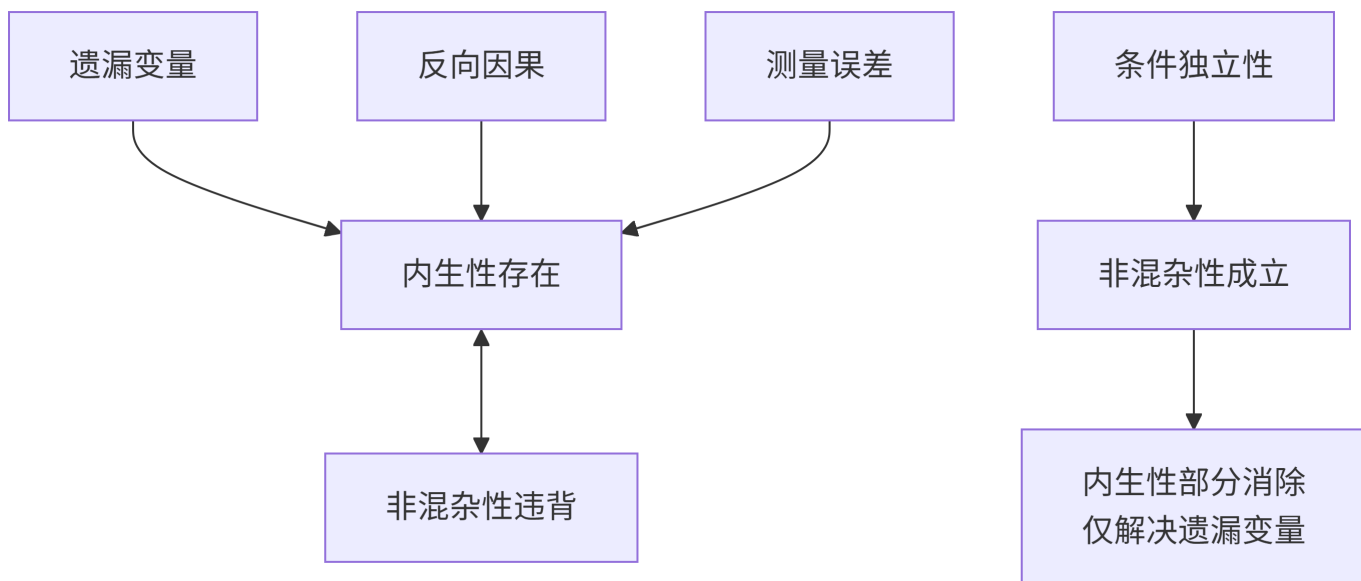 遗漏变量
反向因果
测量误差
条件独立性
内生性存在
非混杂性成立
非混杂性违背
内生性部分消除
仅解决遗漏变量